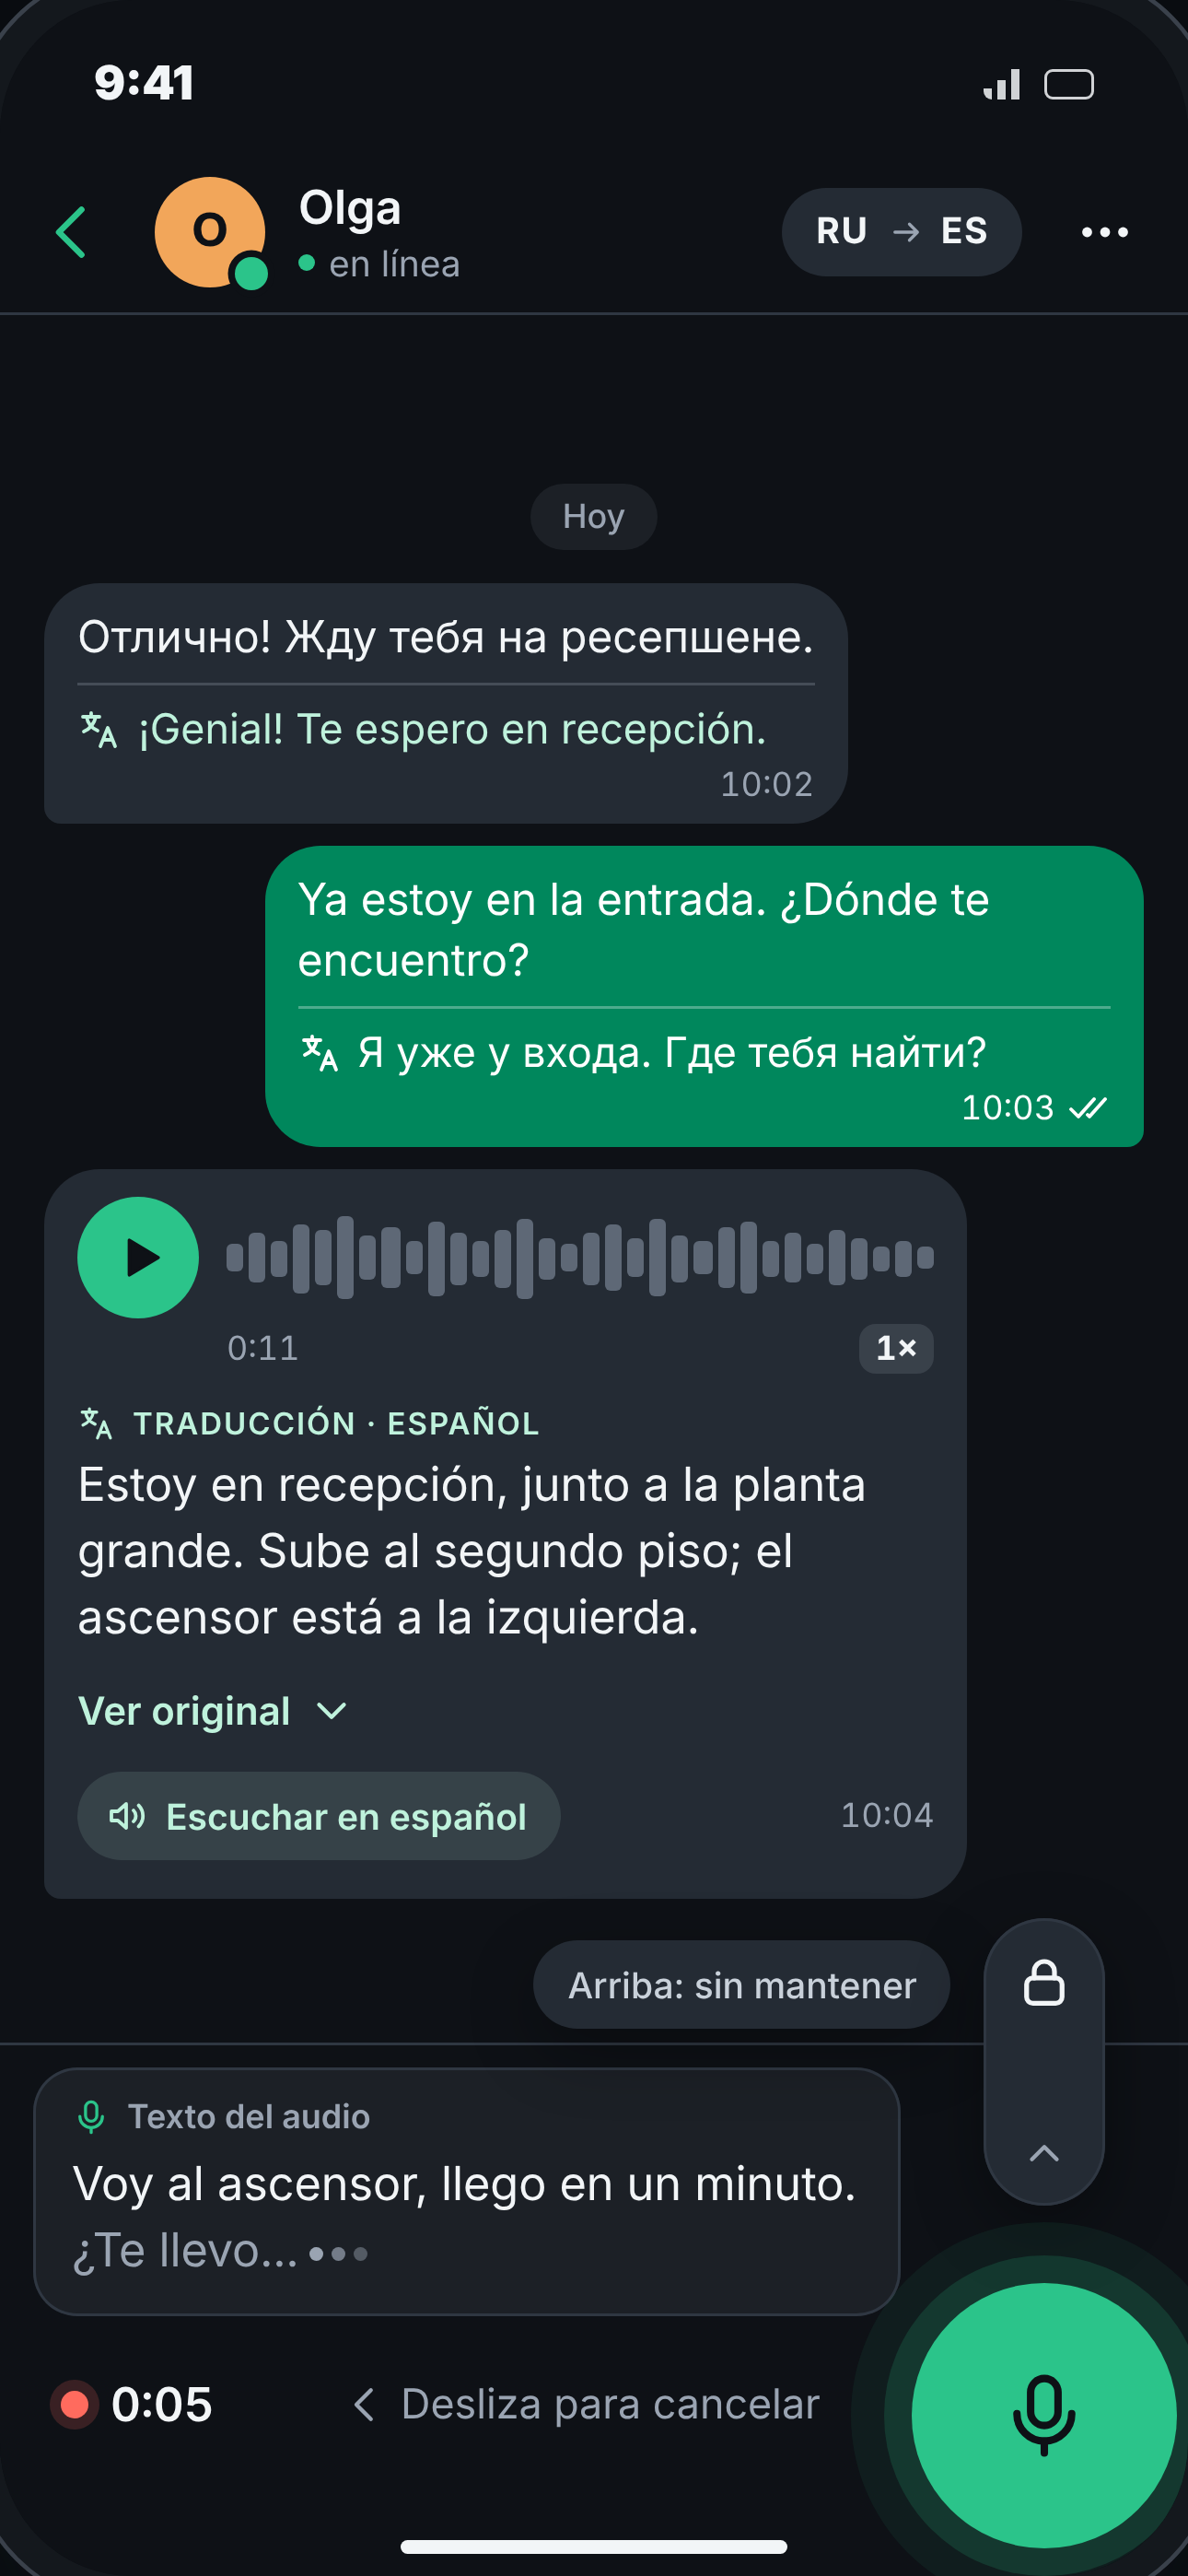 9:41
O
Olga
en línea
RU → ES
Hoy
Отлично! Жду тебя на ресепшене.
¡Genial! Te espero en recepción.
10:02
Ya estoy en la entrada. ¿Dónde te
encuentro?
Я уже у входа. Где тебя найти?
10:03
0:11
1×
TRADUCCIÓN · ESPAÑOL
Estoy en recepción, junto a la planta
grande. Sube al segundo piso; el
ascensor está a la izquierda.
Ver original
Escuchar en español
10:04
Arriba: sin mantener
Texto del audio
Voy al ascensor, llego en un minuto.
¿Te llevo...
0:05
Desliza para cancelar